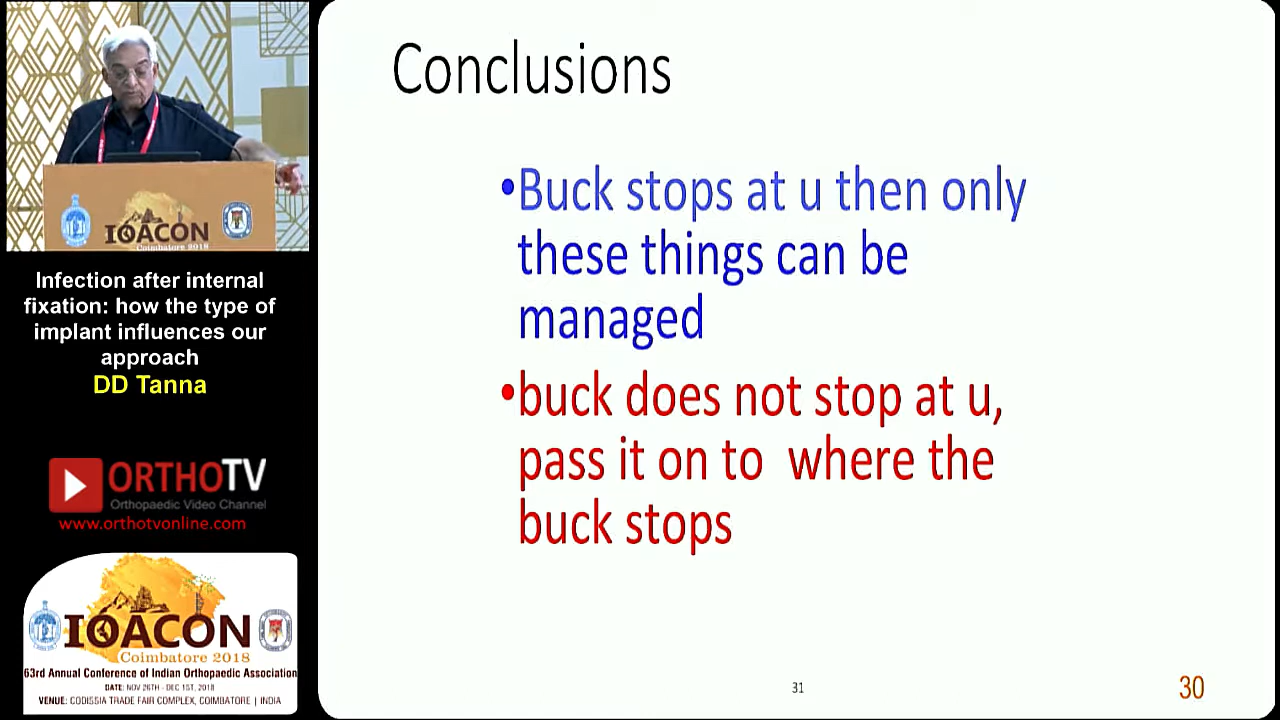 Conclusions
•Buck stops at u then only
these things can be
managed
•buck does not stop at u,
pass it on to where the
buck stops
31
30
IOACON
Coimbatore 2018
Infection after internal
fixation: how the type of
implant influences our
approach
DD Tanna
ORTHOTV
Orthopaedic Video Channel
www.orthotvonline.com
IOACON
Coimbatore 2018
63rd Annual Conference of Indian Orthopaedic Association
DATE: NOV 26TH - DEC 1ST, 2018
VENUE: CODISSIA TRADE FAIR COMPLEX, COIMBATORE | INDIA